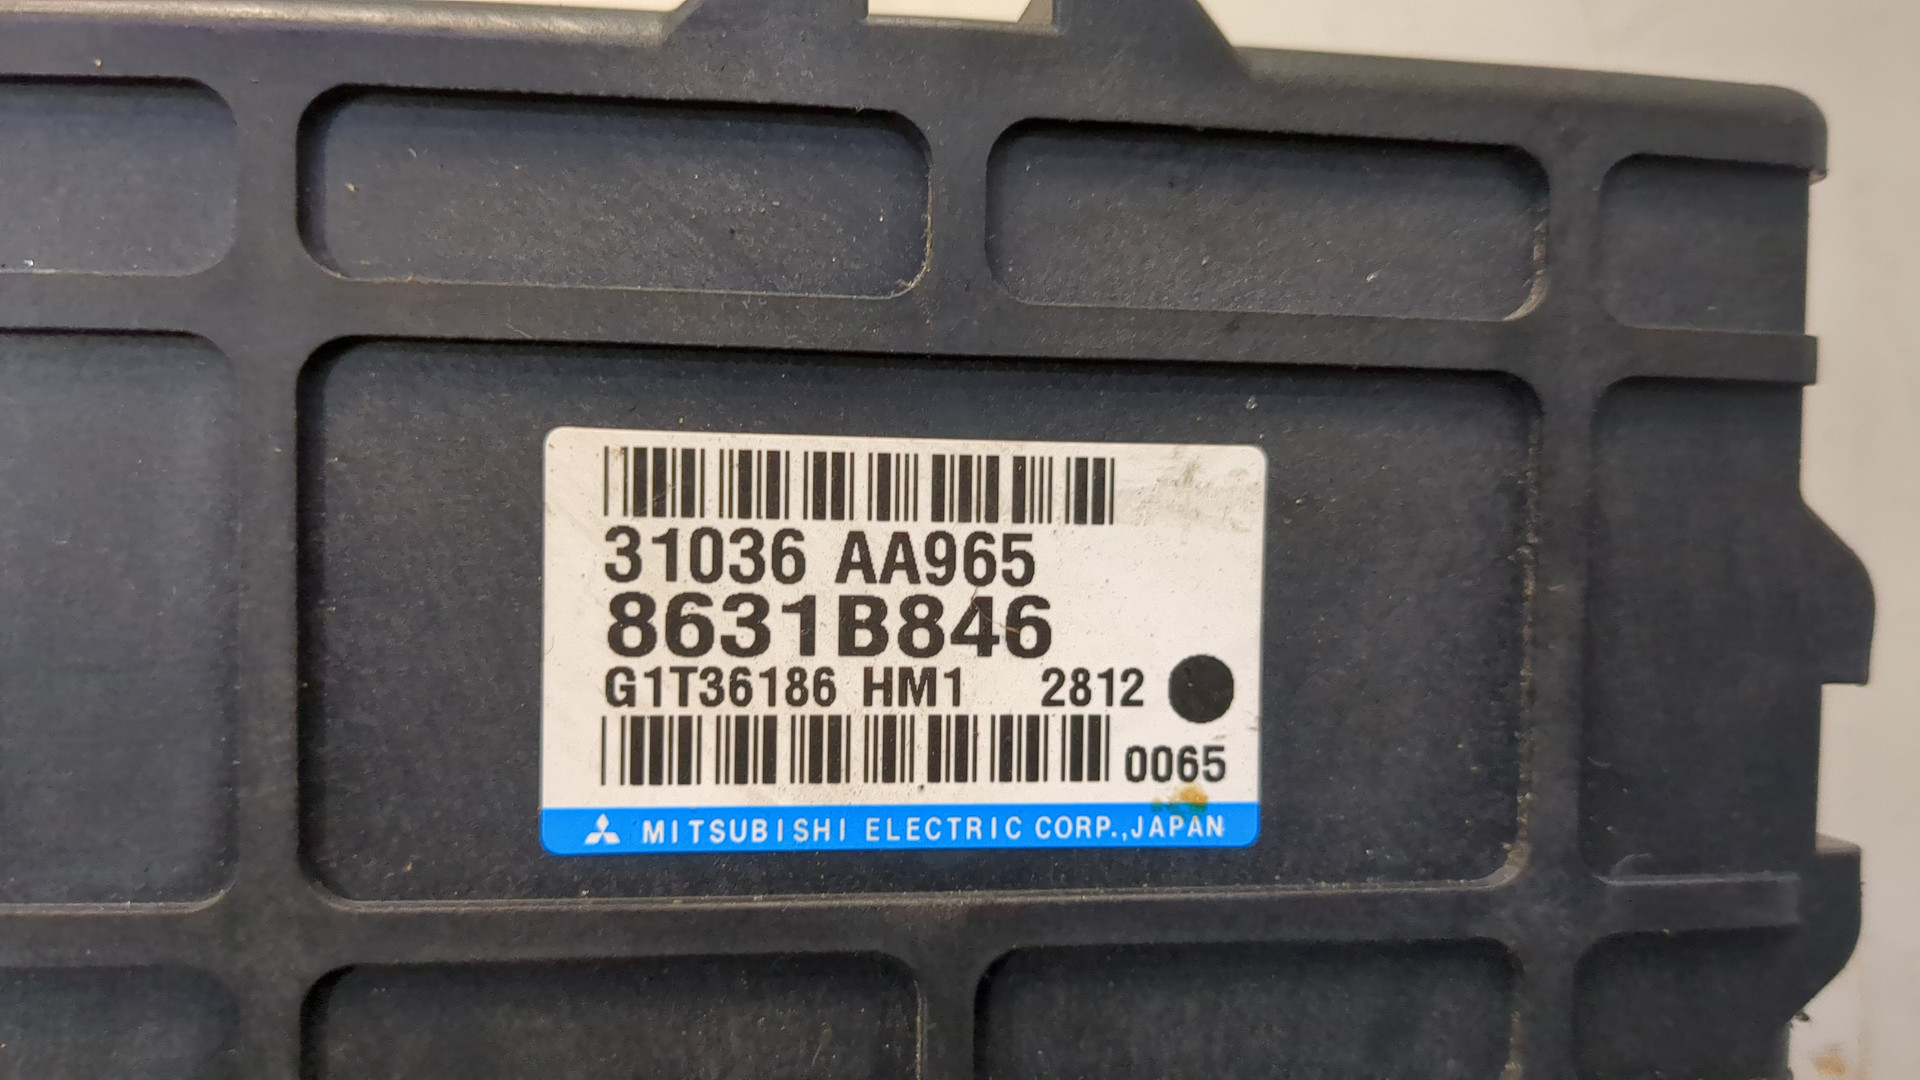 31036 AA965
8631B846
G1T36186 HM1 2812
0065
MITSUBISHI ELECTRIC CORP.,JAPAN